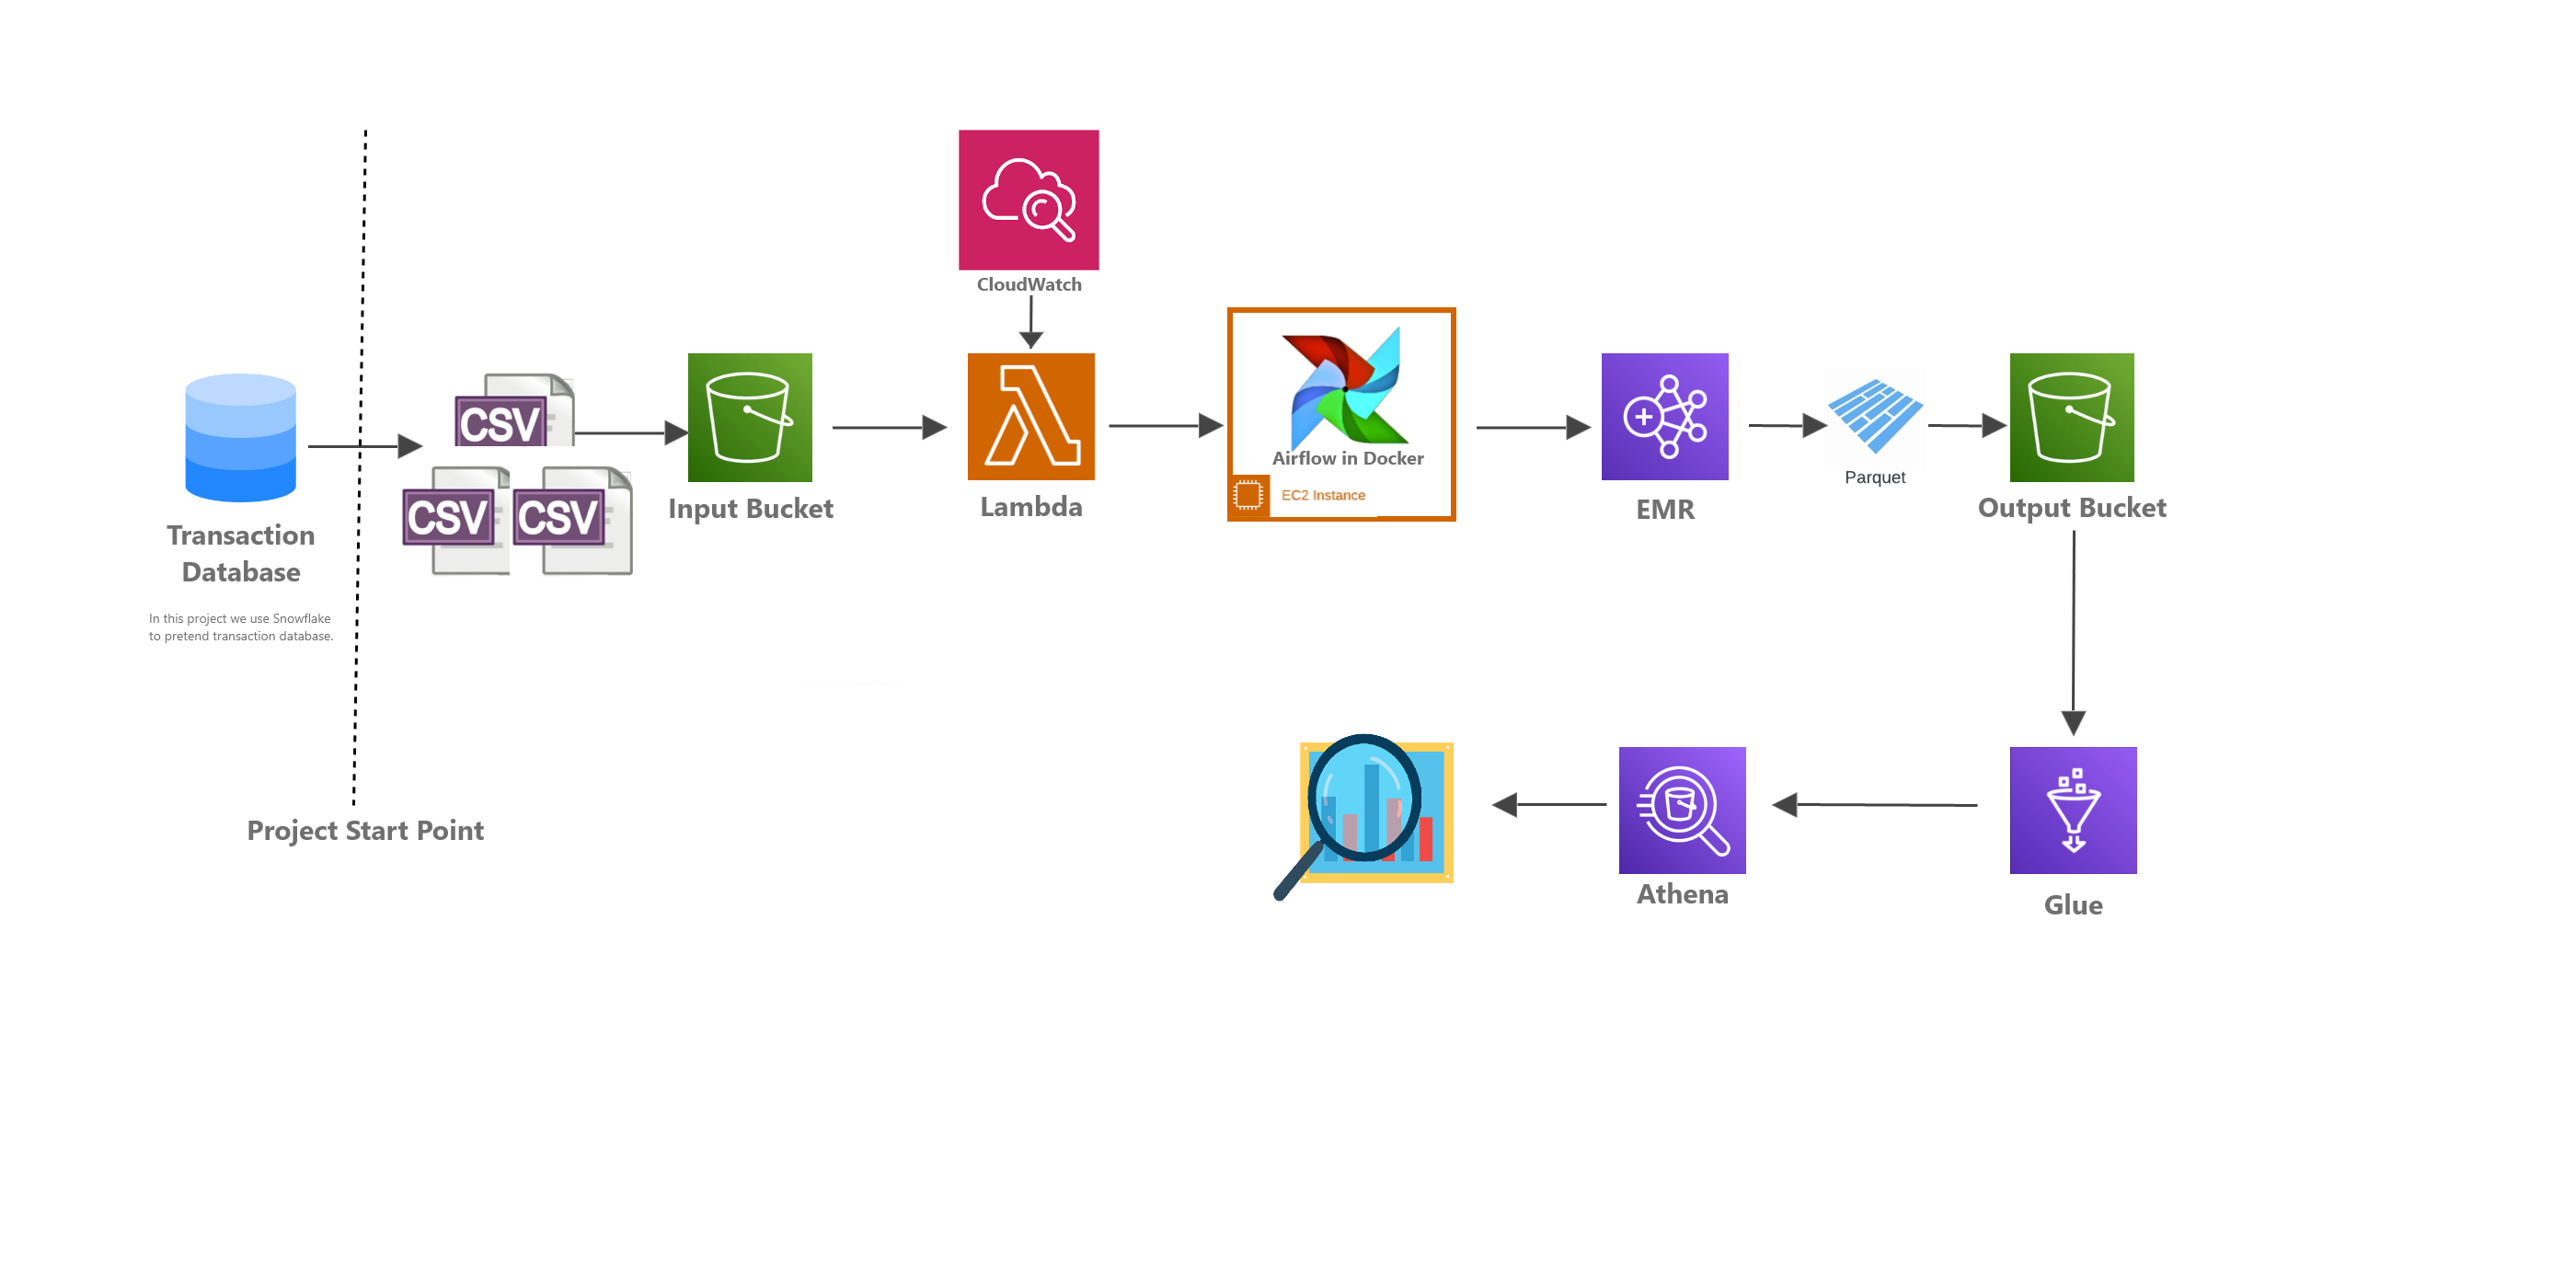 CloudWatch
CSV
CSV
CSV
Airflow in Docker
EC2 Instance
Parquet
Input Bucket
Lambda
EMR
Output Bucket
Transaction
Database
In this project we use Snowflake
to pretend transaction database.
Project Start Point
Athena
Glue